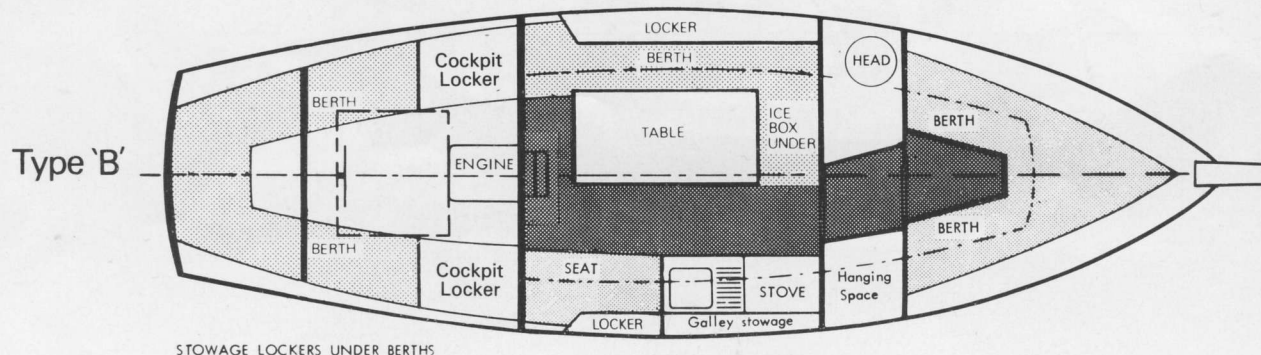 LOCKER
Cockpit
Locker
BERTH
HEAD
BERTH
TABLE
ICE
BOX
UNDER
BERTH
Type 'B'
ENGINE
BERTH
BERTH
SEAT
Cockpit
Locker
STOVE
Hanging
Space
LOCKER
Galley stowage
STOWAGE LOCKERS UNDER BERTHS